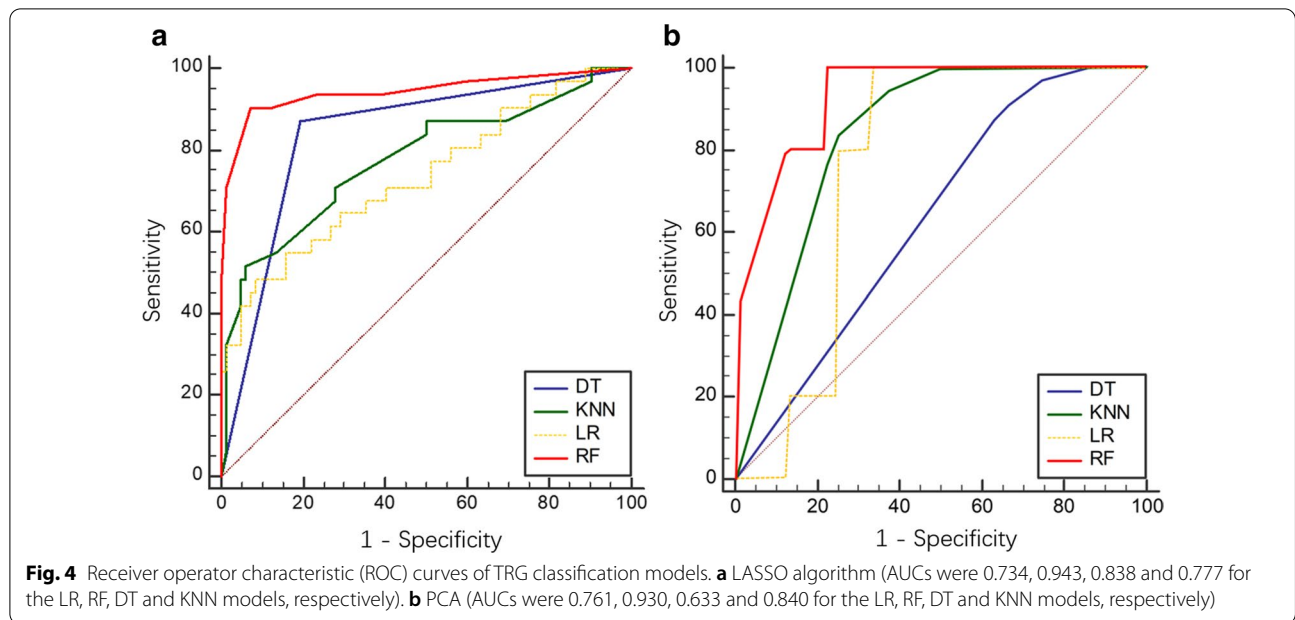 a
100
80
60
40
20
0
Sensitivity
0 20 40 60 80 100
1 - Specificity
DT
KNN
LR
RF
b
100
80
60
40
20
0
Sensitivity
0 20 40 60 80 100
1 - Specificity
DT
KNN
LR
RF
Fig. 4 Receiver operator characteristic (ROC) curves of TRG classification models. a LASSO algorithm (AUCs were 0.734, 0.943, 0.838 and 0.777 for
the LR, RF, DT and KNN models, respectively). b PCA (AUCs were 0.761, 0.930, 0.633 and 0.840 for the LR, RF, DT and KNN models, respectively)